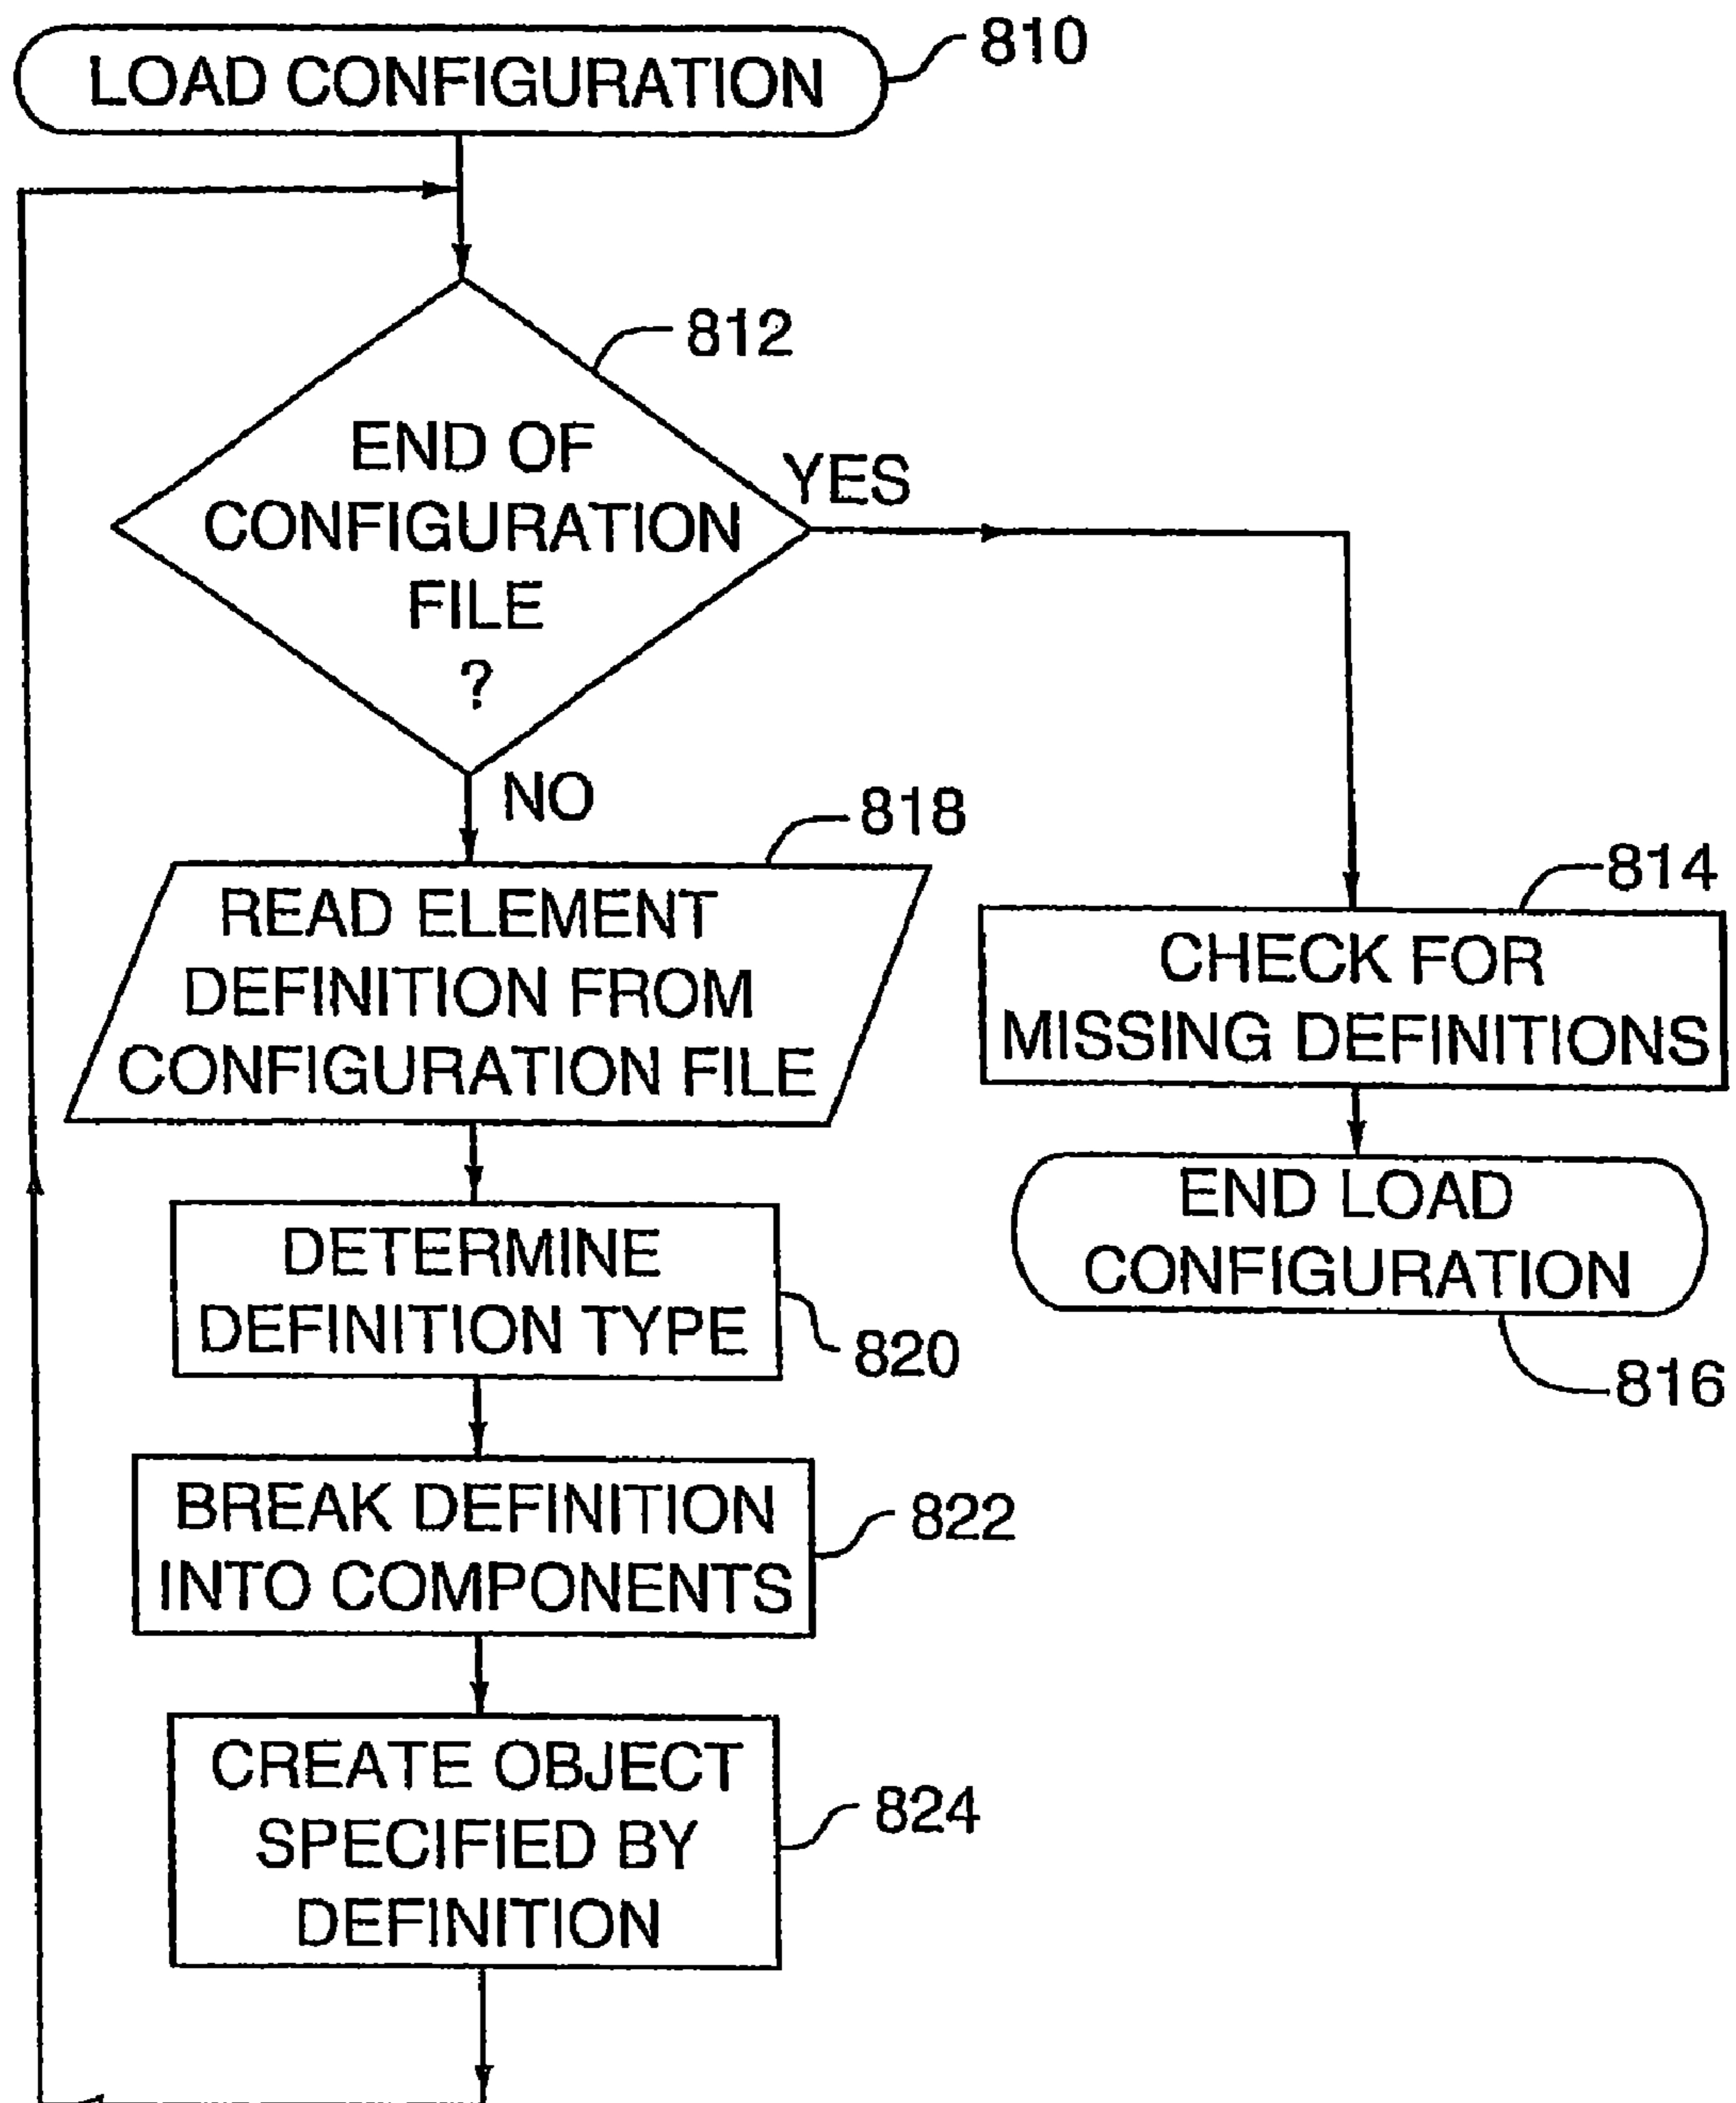 LOAD CONFIGURATION
810
812
END OF
CONFIGURATION
FILE
?
YES
NO
818
READ ELEMENT
DEFINITION FROM
CONFIGURATION FILE
814
CHECK FOR
MISSING DEFINITIONS
END LOAD
CONFIGURATION
816
DETERMINE
DEFINITION TYPE
820
BREAK DEFINITION
INTO COMPONENTS
822
CREATE OBJECT
SPECIFIED BY
DEFINITION
824